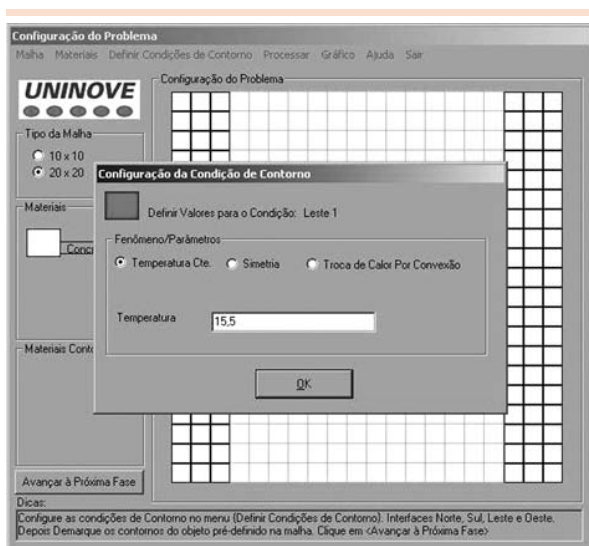 Configuração do Problema
Malha Materiais Definir Condições de Contorno Processar Gráfico Ajuda Sair
UNINOVE
Configuração do Problema
Tipo da Malha
10 x 10
20 x 20
Configuração da Condição de Contorno
Materiais
Definir Valores para o Condição: Leste 1
Fenômeno/Parâmetros
Temperatura Cte. Simetria Troca de Calor Por Convexão
Temperatura 15,5
Materiais
OK
Avançar à Próxima Fase
Dicas:
Configure as condições de Contorno no menu (Definir Condições de Contorno). Interfaces Norte, Sul, Leste e Oeste.
Depois Demarque os contornos do objeto pré-definido na malha. Clique em <Avançar à Próxima Fase>